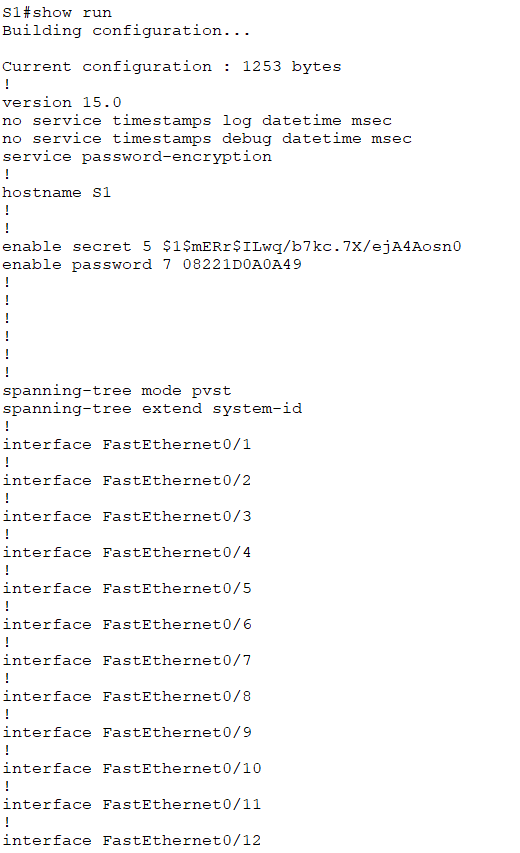 S1#show run
Building configuration...
Current configuration : 1253 bytes
!
version 15.0
no service timestamps log datetime msec
no service timestamps debug datetime msec
service password-encryption
!
hostname S1
!
!
enable secret 5 $1$mERr$ILwq/b7kc.7X/ejA4Aosn0
enable password 7 08221D0A0A49
!
!
!
!
!
!
spanning-tree mode pvst
spanning-tree extend system-id
!
interface FastEthernet0/1
!
interface FastEthernet0/2
!
interface FastEthernet0/3
!
interface FastEthernet0/4
!
interface FastEthernet0/5
!
interface FastEthernet0/6
!
interface FastEthernet0/7
!
interface FastEthernet0/8
!
interface FastEthernet0/9
!
interface FastEthernet0/10
!
interface FastEthernet0/11
!
interface FastEthernet0/12